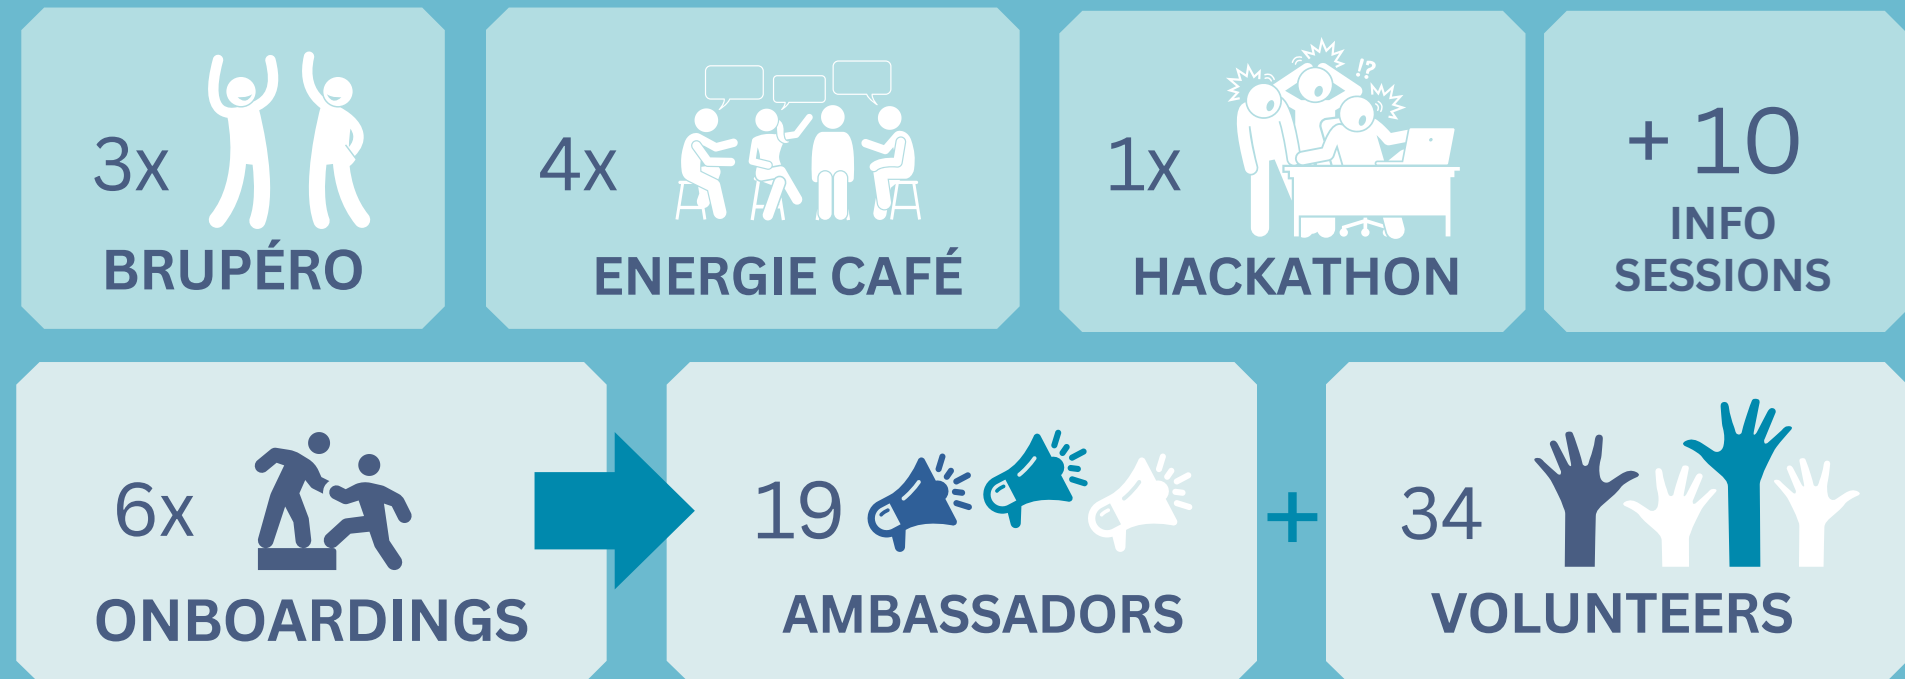 3x
BRUPÉRO
4x
ENERGIE CAFÉ
1x
!?
HACKATHON
+ 10
INFO
SESSIONS
6x
ONBOARDINGS
19
AMBASSADORS
+
34
VOLUNTEERS